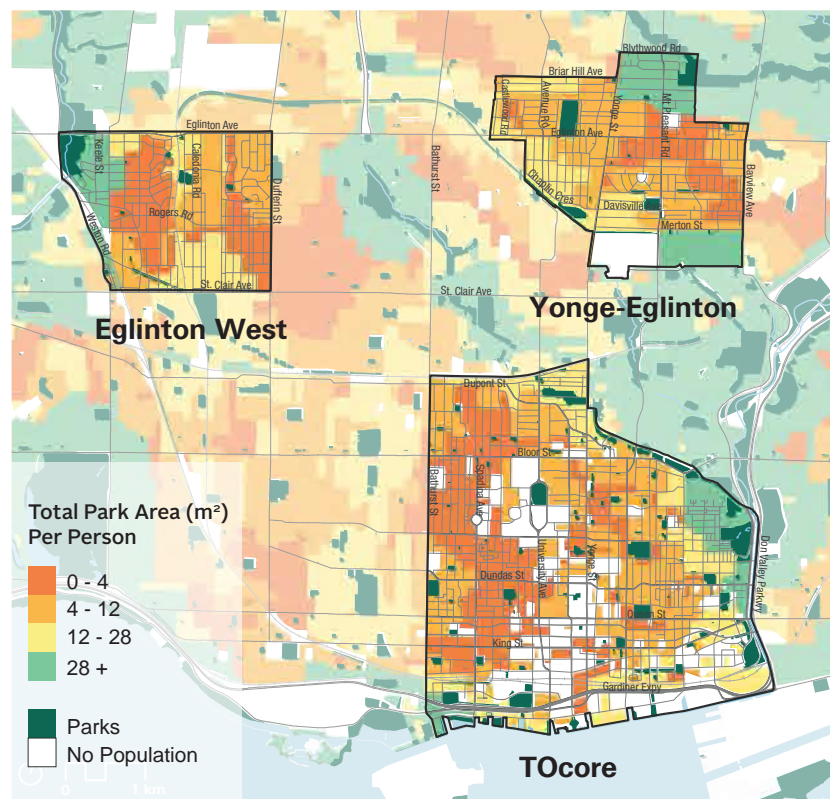 Blythwood Rd
Briar Hill Ave
Castlewood Rd
Avenue Rd
Yonge St
Mt Pleasant Rd
Eglinton Ave
Eglinton Ave
Keele St
Caledonia Rd
Bathurst St
Dufferin St
Bayview Ave
Chaplin Cres
Rogers Rd
Davisville
Weston Rd
Merton St
St. Clair Ave
St. Clair Ave
Eglinton West
Yonge-Eglinton
Dupont St
Bloor St
Bathurst St
Spadina Ave
Total Park Area (m²)
Per Person
0 - 4
4 - 12
12 - 28
28 +
University Ave
Yonge St
Don Valley Parkwy
Dundas St
Queen St
King St
Gardiner Expy
Parks
No Population
TOcore
0 1 km